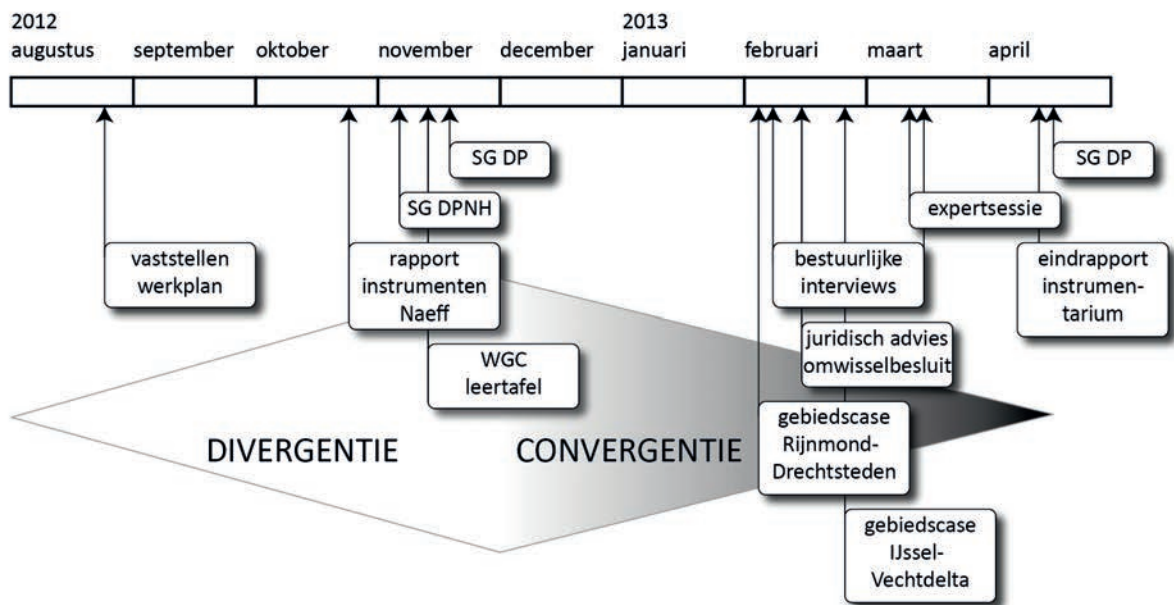 2012
augustus september oktober november december
2013
januari februari maart april
SG DP
SG DP
SG DPNH
expertsessie
vaststellen
werkplan
rapport
instrumenten
Naeff
bestuurlijke
interviews
eindrapport
instrumen-
tarium
WGC
leertafel
juridisch advies
omwisselbesluit
DIVERGENTIE
CONVERGENTIE
gebiedscase
Rijnmond-
Drechtsteden
gebiedscase
IJssel-
Vechtdelta